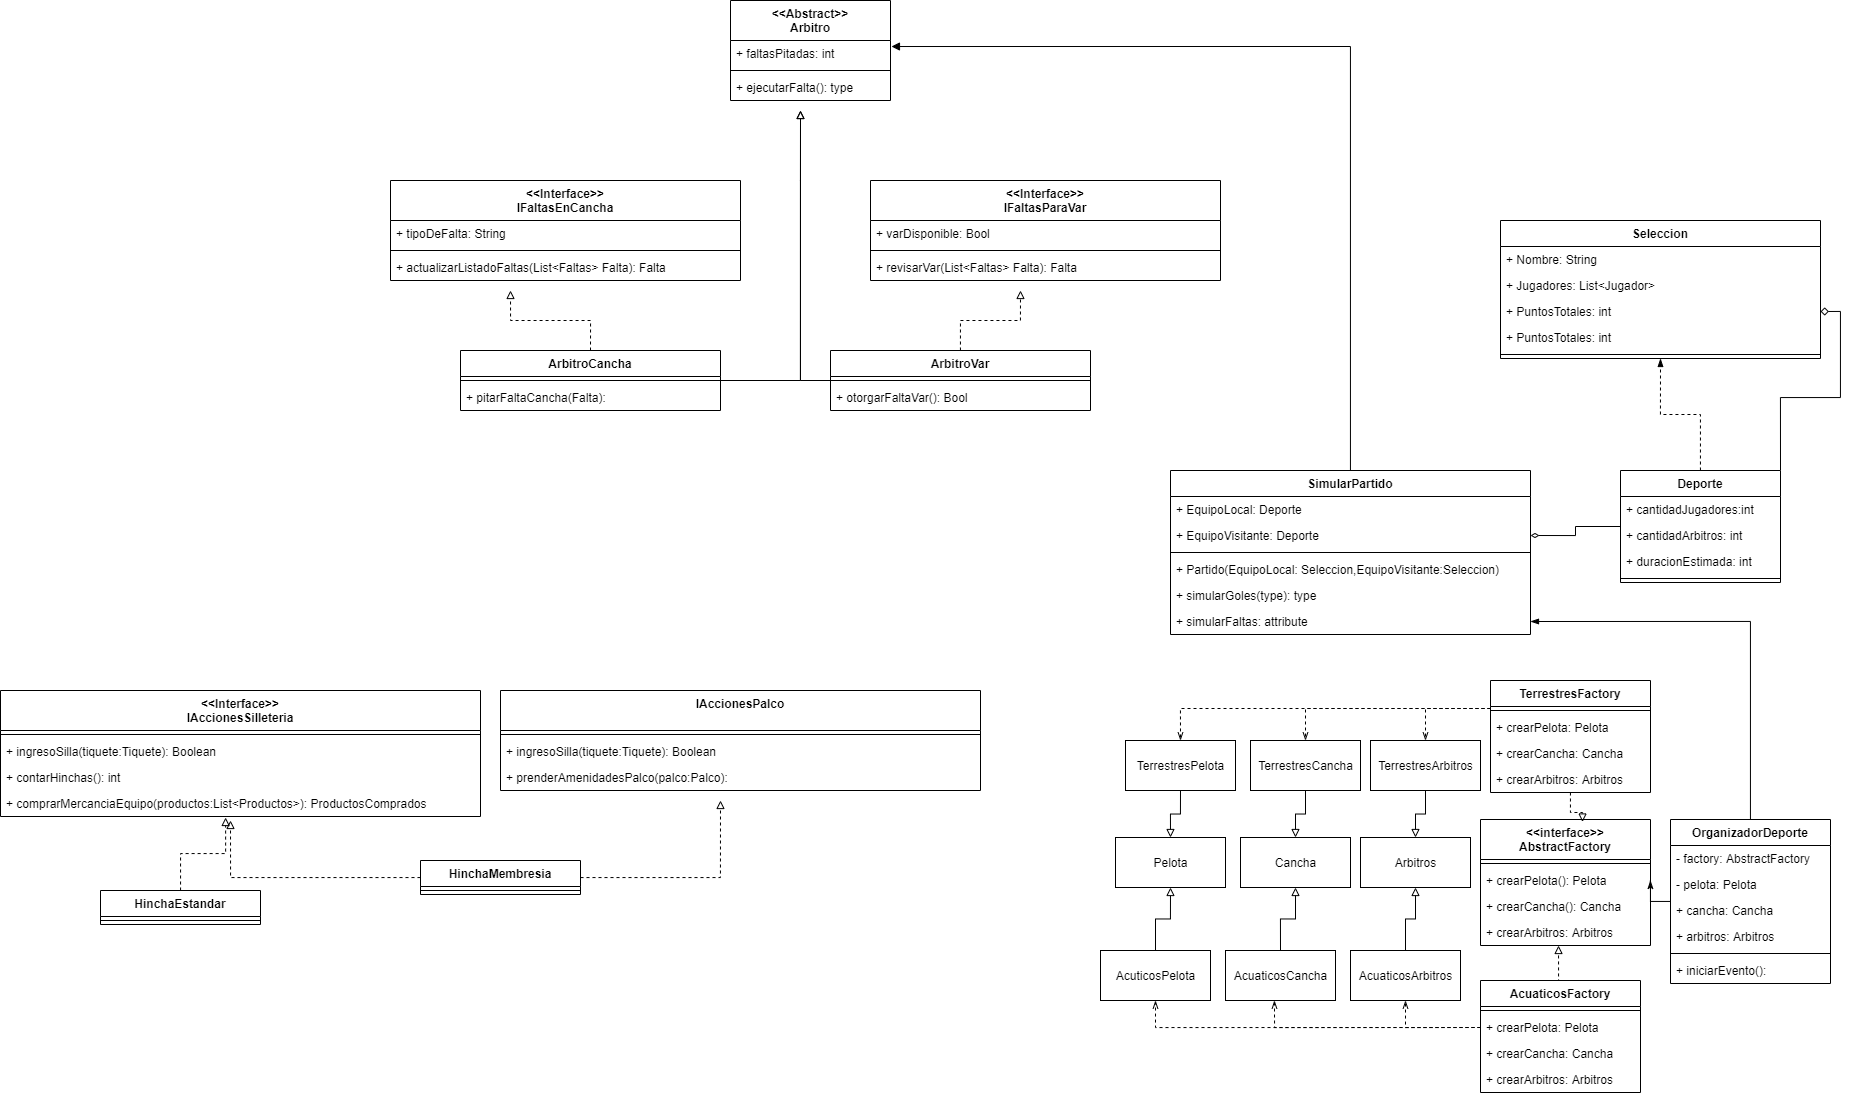 <<Abstract>>
Arbitro
+ faltasPitadas: int
+ ejecutarFalta(): type
<<Interface>>
IFaltasEnCancha
+ tipoDeFalta: String
+ actualizarListadoFaltas(List<Faltas> Falta): Falta
<<Interface>>
IFaltasParaVar
+ varDisponible: Bool
+ revisarVar(List<Faltas> Falta): Falta
Seleccion
+ Nombre: String
+ Jugadores: List<Jugador>
+ PuntosTotales: int
+ PuntosTotales: int
ArbitroCancha
+ pitarFaltaCancha(Falta):
ArbitroVar
+ otorgarFaltaVar(): Bool
SimularPartido
+ EquipoLocal: Deporte
+ EquipoVisitante: Deporte
+ Partido(EquipoLocal: Seleccion,EquipoVisitante:Seleccion)
+ simularGoles(type): type
+ simularFaltas: attribute
Deporte
+ cantidadJugadores:int
+ cantidadArbitros: int
+ duracionEstimada: int
<<Interface>>
IAccionesSilleteria
+ ingresoSilla(tiquete:Tiquete): Boolean
+ contarHinchas(): int
+ comprarMercanciaEquipo(productos:List<Productos>): ProductosComprados
IAccionesPalco
+ ingresoSilla(tiquete:Tiquete): Boolean
+ prenderAmenidadesPalco(palco:Palco):
HinchaMembresia
HinchaEstandar
TerrestresFactory
+ crearPelota: Pelota
+ crearCancha: Cancha
+ crearArbitros: Arbitros
TerrestresPelota
TerrestresCancha
TerrestresArbitros
Pelota
Cancha
Arbitros
<<interface>>
AbstractFactory
+ crearPelota(): Pelota
+ crearCancha(): Cancha
+ crearArbitros: Arbitros
OrganizadorDeporte
- factory: AbstractFactory
- pelota: Pelota
+ cancha: Cancha
+ arbitros: Arbitros
+ iniciarEvento():
AcuticosPelota
AcuaticosCancha
AcuaticosArbitros
AcuaticosFactory
+ crearPelota: Pelota
+ crearCancha: Cancha
+ crearArbitros: Arbitros